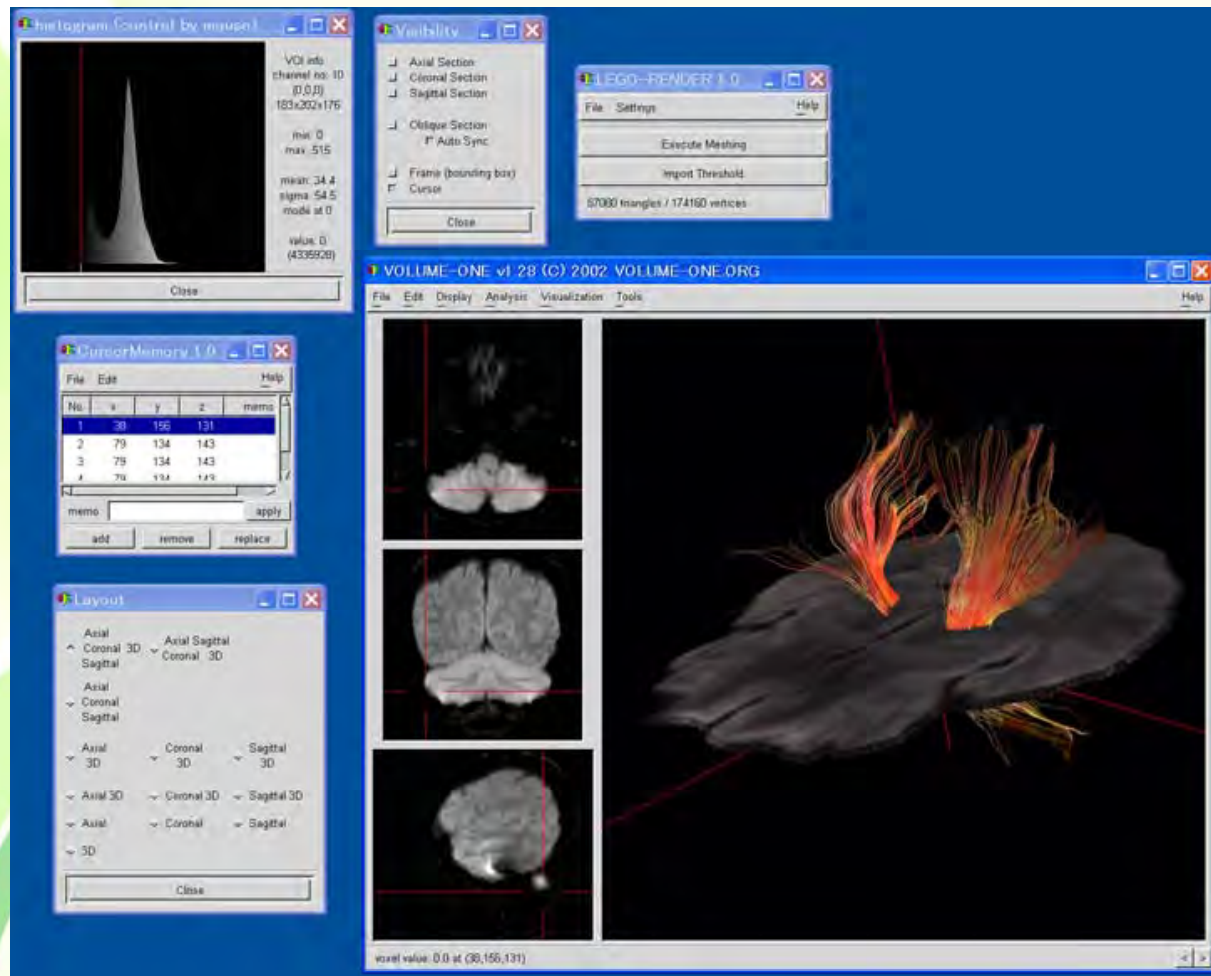 Histogram (control by mouse)
VOI info
channel no: 10
(0,0,0)
183x202x176
min: 0
max: 515
mean: 34.4
sigma: 54.5
mode at 0
value: 0
(4335928)
Close
Visibility
Axial Section
Coronal Section
Sagittal Section
Oblique Section
Auto Sync
Frame (bounding box)
Cursor
Close
LEGO-RENDER 1.0
File Settings Help
Execute Meshing
Import Threshold
triangles / 174160 vertices
CursorMemory 1.0
File Edit Help
No. x y z memo
1 38 156 131
2 79 134 143
3 79 134 143
4 79 134 143
memo apply
add remove replace
Layout
Axial
Coronal 3D
Sagittal
Axial Sagittal
Coronal 3D
Axial
Coronal
Sagittal
Axial
3D
Coronal
3D
Sagittal
3D
Axial 3D Coronal 3D Sagittal 3D
Axial Coronal Sagittal
3D
Close
VOLUME-ONE v1.28 (C) 2002 VOLUME-ONE.ORG
File Edit Display Analysis Visualization Tools Help
voxel value: 0.0 at (38,156,131)